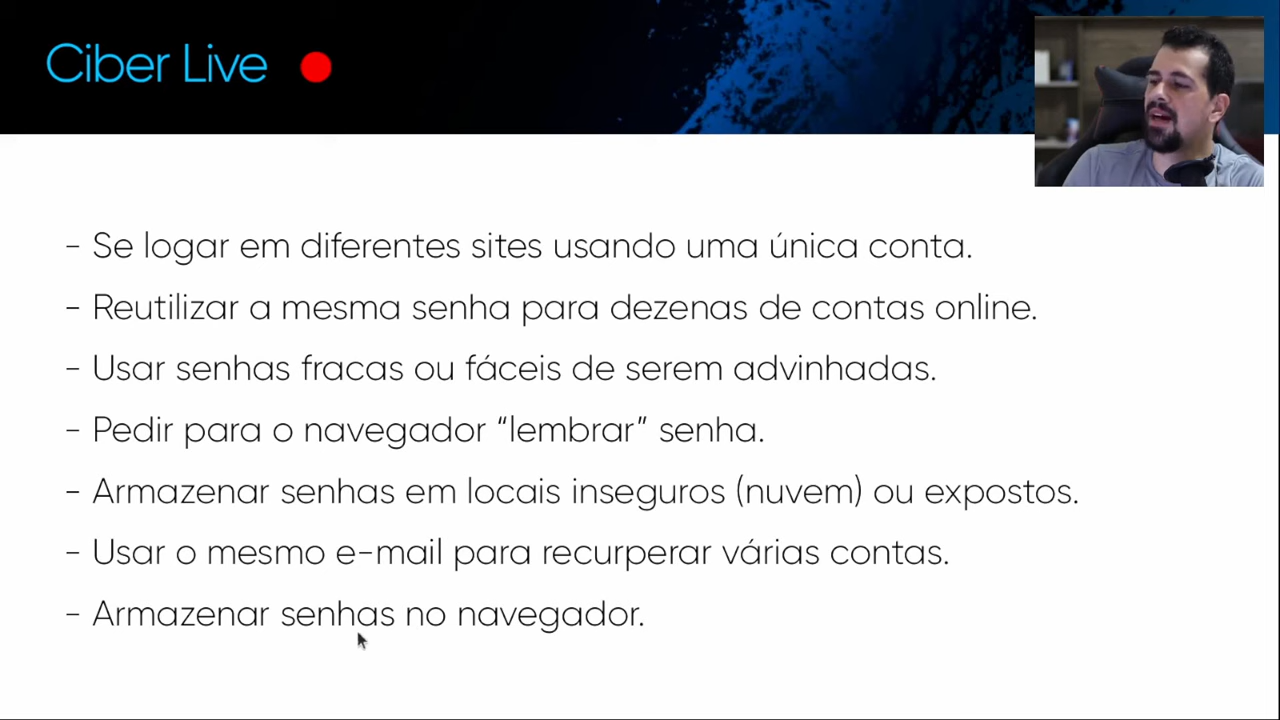 Ciber Live
- Se logar em diferentes sites usando uma única conta.
- Reutilizar a mesma senha para dezenas de contas online.
- Usar senhas fracas ou fáceis de serem advinhadas.
- Pedir para o navegador “lembrar” senha.
- Armazenar senhas em locais inseguros (nuvem) ou expostos.
- Usar o mesmo e-mail para recurperar várias contas.
- Armazenar senhas no navegador.